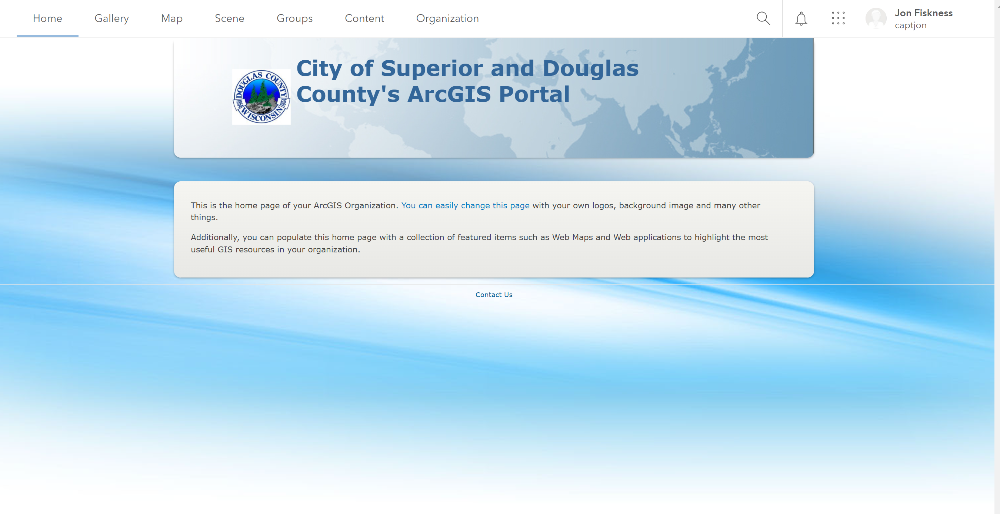 Home Gallery Map Scene Groups Content Organization
Jon Fiskness
captjon
City of Superior and Douglas
County's ArcGIS Portal
DOUGLAS COUNTY
1854 1854
WISCONSIN
This is the home page of your ArcGIS Organization. You can easily change this page with your own logos, background image and many other
things.
Additionally, you can populate this home page with a collection of featured items such as Web Maps and Web applications to highlight the most
useful GIS resources in your organization.
Contact Us